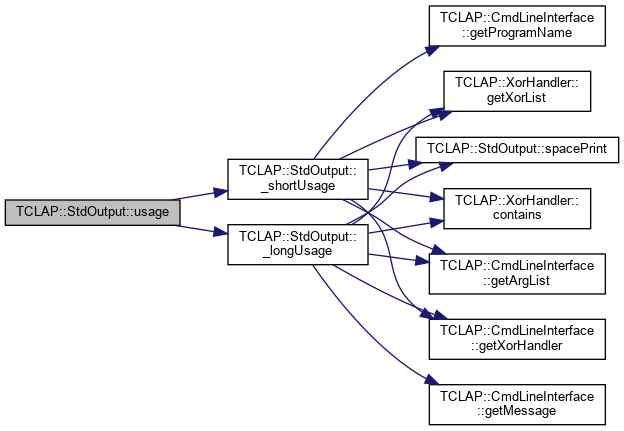 TCLAP::StdOutput::usage
TCLAP::StdOutput::
_shortUsage
TCLAP::StdOutput::
_longUsage
TCLAP::CmdLineInterface
::getProgramName
TCLAP::XorHandler::
getXorList
TCLAP::StdOutput::spacePrint
TCLAP::XorHandler::
contains
TCLAP::CmdLineInterface
::getArgList
TCLAP::CmdLineInterface
::getXorHandler
TCLAP::CmdLineInterface
::getMessage